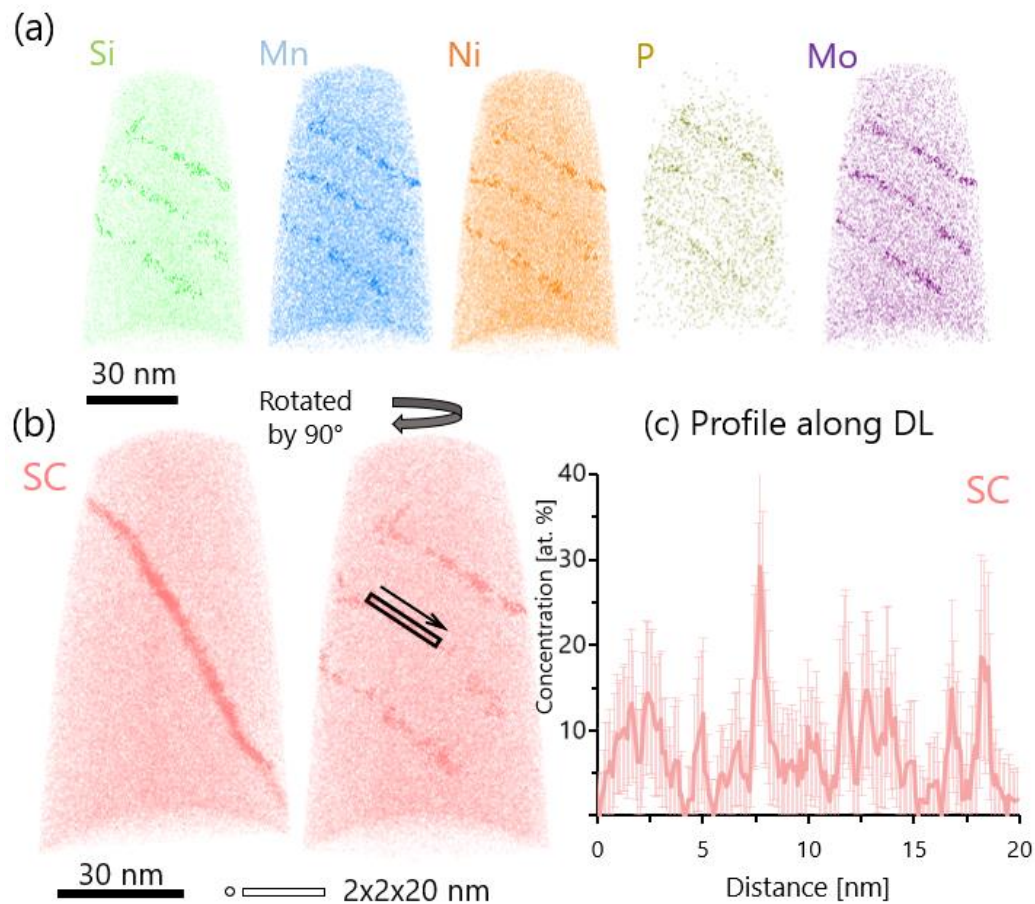 (a)
Si Mn Ni P Mo
30 nm
(b)
Rotated
by 90°
SC
30 nm
2x2x20 nm
(c) Profile along DL
SC
Concentration [at. %]
40
30
20
10
0 5 10 15 20
Distance [nm]